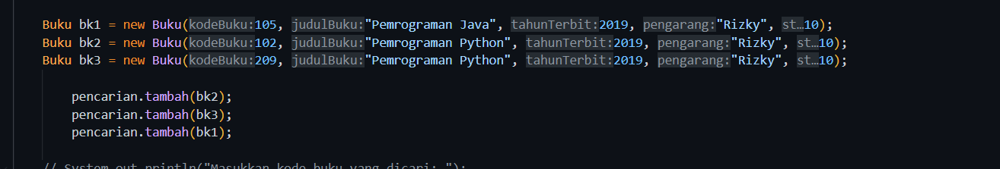 Buku bk1 = new Buku(kodeBuku:105, judulBuku:"Pemrograman Java", tahunTerbit:2019, pengarang:"Rizky", st…10);
Buku bk2 = new Buku(kodeBuku:102, judulBuku:"Pemrograman Python", tahunTerbit:2019, pengarang:"Rizky", st…10);
Buku bk3 = new Buku(kodeBuku:209, judulBuku:"Pemrograman Python", tahunTerbit:2019, pengarang:"Rizky", st…10);
pencarian.tambah(bk2);
pencarian.tambah(bk3);
pencarian.tambah(bk1);
// System.out.println("Masukkan kode buku yang dicari: ");